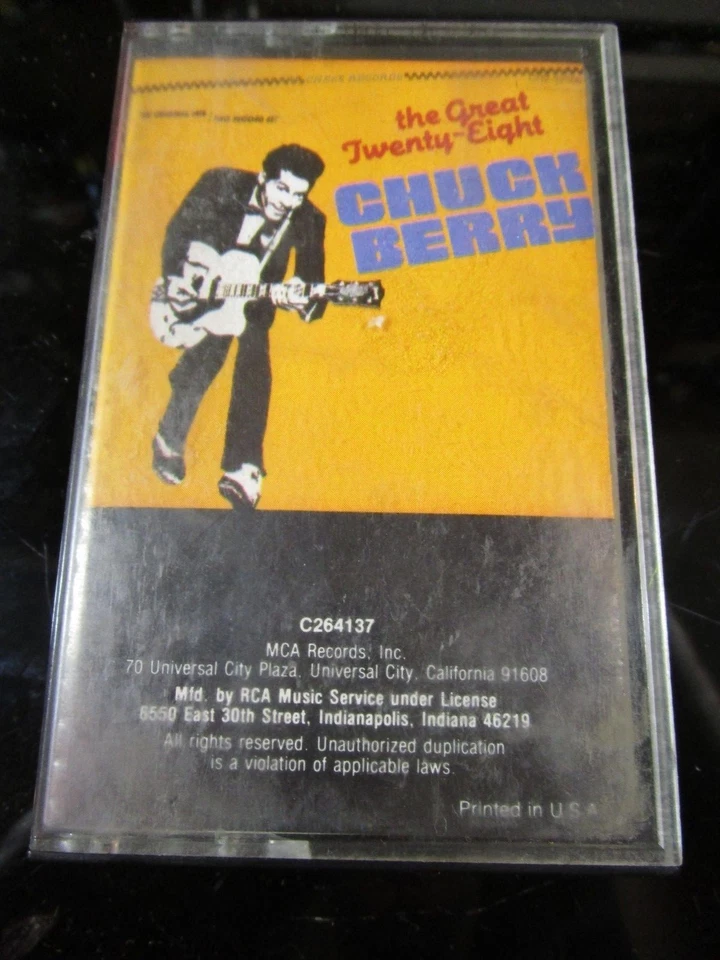 CHESS RECORDS
the Great
Twenty-Eight
CHUCK
BERRY
C264137
MCA Records, Inc.
70 Universal City Plaza, Universal City, California 91608
Mfd. by RCA Music Service under License
6550 East 30th Street, Indianapolis, Indiana 46219
All rights reserved. Unauthorized duplication
is a violation of applicable laws.
Printed in U.S.A.